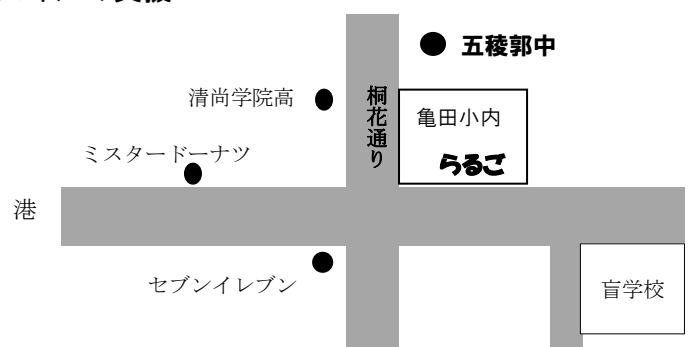 五稜郭中
清尚学院高
桐花通り
亀田小内
らるご
ミスタードーナツ
港
セブンイレブン
盲学校